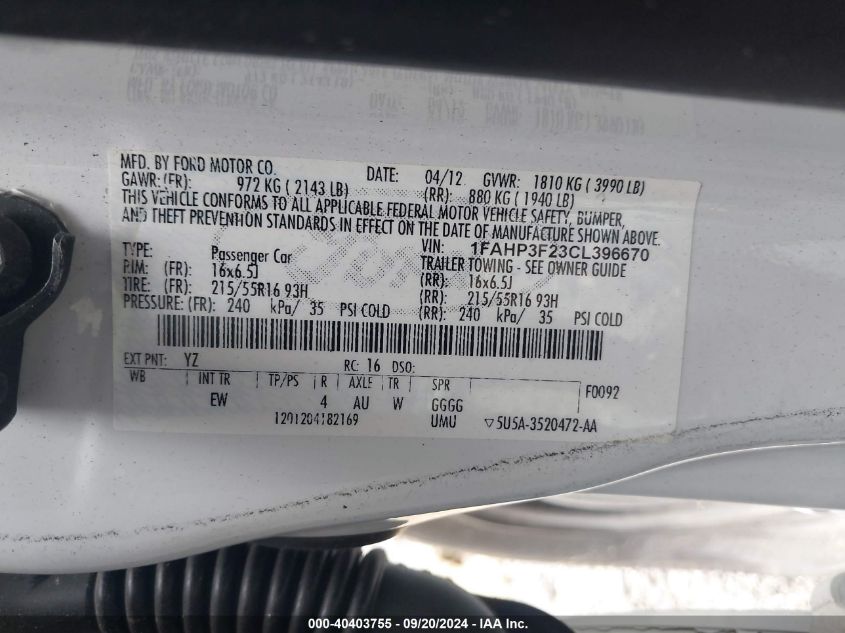 MFD. BY FORD MOTOR CO. DATE: 04/12 GVWR: 1810 KG ( 3990 LB)
GAWR:(FR): 972 KG ( 2143 LB) (RR): 880 KG ( 1940 LB)
THIS VEHICLE CONFORMS TO ALL APPLICABLE FEDERAL MOTOR VEHICLE SAFETY, BUMPER,
AND THEFT PREVENTION STANDARDS IN EFFECT ON THE DATE OF MANUFACTURE SHOWN ABOVE.
VIN: 1FAHP3F23CL396670
TYPE: Passenger Car TRAILER TOWING - SEE OWNER GUIDE
RIM: (FR): 16x6.5J (RR): 16x6.5J
TIRE: (FR): 215/55R16 93H (RR): 215/55R16 93H
PRESSURE: (FR): 240 kPa/ 35 PSI COLD (RR): 240 kPa/ 35 PSI COLD
EXT PNT: YZ RC: 16 DSO:
WB INT TR TP/PS R AXLE TR SPR F0092
EW 4 AU W GGGG
1201204182169 UMU ▽5U5A-3520472-AA
000-40403755 - 09/20/2024 - IAA Inc.